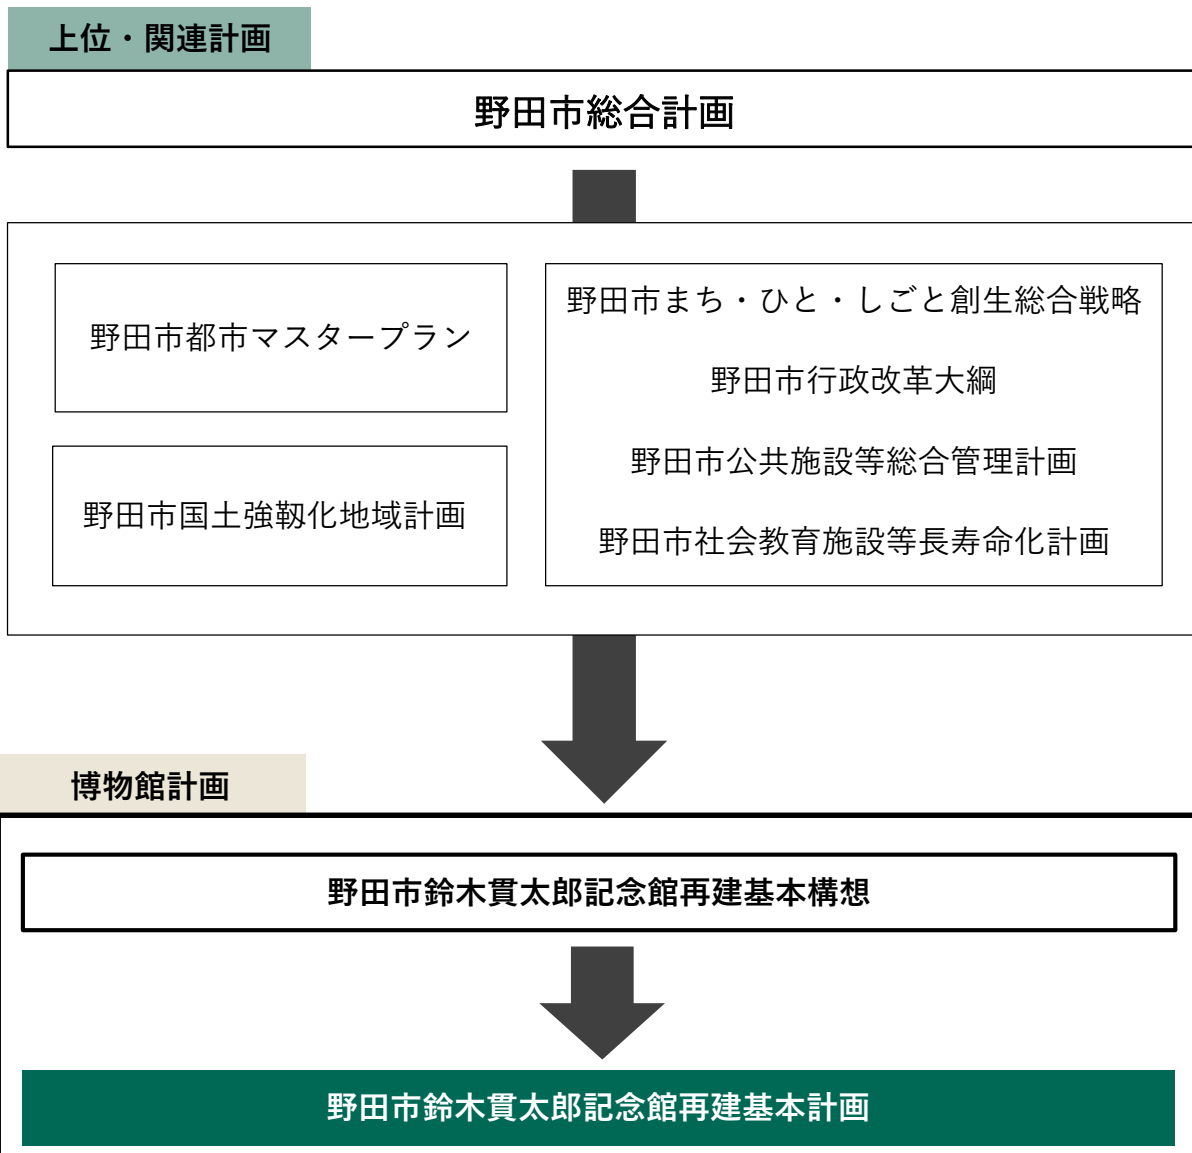 上位・関連計画
野田市総合計画
野田市都市マスタープラン
野田市国土強靱化地域計画
野田市まち・ひと・しごと創生総合戦略
野田市行政改革大綱
野田市公共施設等総合管理計画
野田市社会教育施設等長寿命化計画
博物館計画
野田市鈴木貫太郎記念館再建基本構想
野田市鈴木貫太郎記念館再建基本計画